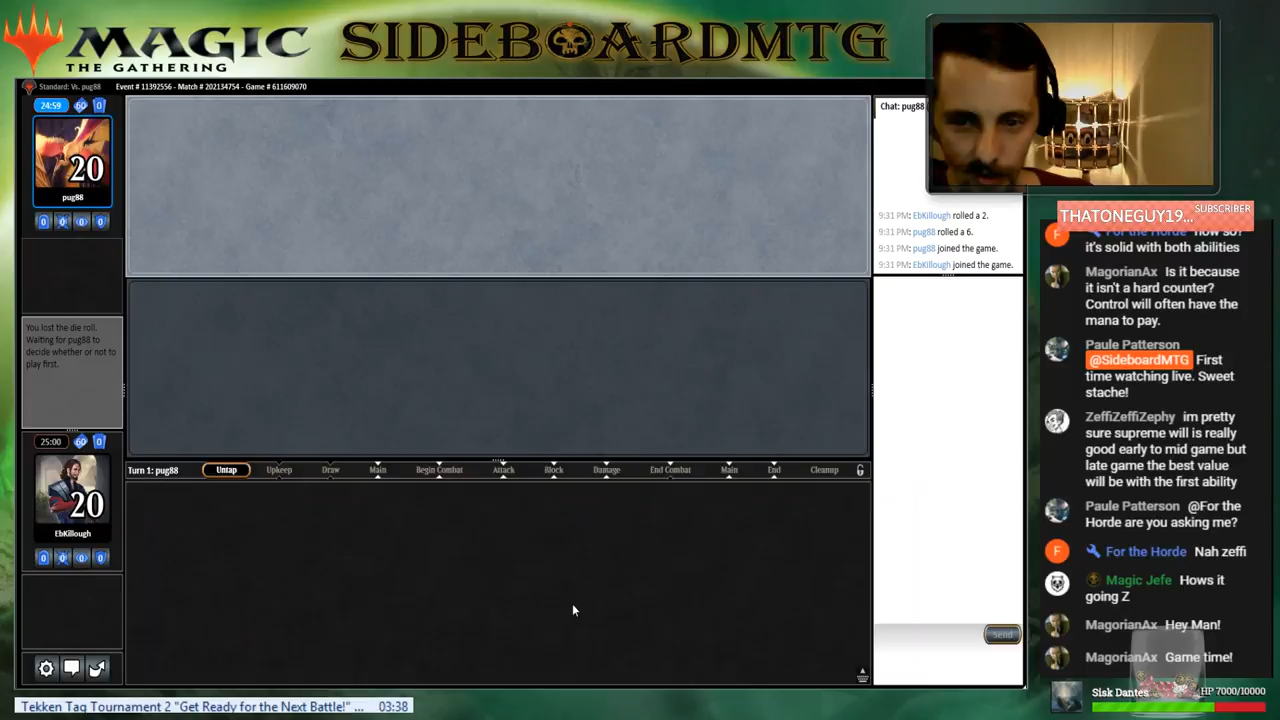 MAGIC
THE GATHERING
SIDEBOARDMTG
Standard: Vs. pug88
Event # 11392556 - Match # 202134754 - Game # 611609070
24:59 60 0
20
pug88
0 0 0 0
You lost the die roll.
Waiting for pug88 to
decide whether or not to
play first.
25:00 60 0
20
EbKillough
0 0 0 0
Turn 1: pug88
Untap
Upkeep
Draw
Main
Begin Combat
Attack
Block
Damage
End Combat
Main
End
Cleanup
Chat: pug88
9:31 PM: EbKillough rolled a 2.
9:31 PM: pug88 rolled a 6.
9:31 PM: pug88 joined the game.
9:31 PM: EbKillough joined the game.
Send
SUBSCRIBER
THATONEGUY19...
F For the Horde how so?
it's solid with both abilities
MagorianAx Is it because
it isn't a hard counter?
Control will often have the
mana to pay.
Paule Patterson
@SideboardMTG First
time watching live. Sweet
stache!
ZeffiZeffiZephy im pretty
sure supreme will is really
good early to mid game but
late game the best value
will be with the first ability
Paule Patterson @For the
Horde are you asking me?
F For the Horde Nah zeffi
Magic Jefe Hows it
going Z
MagorianAx Hey Man!
MagorianAx Game time!
Sisk Dantes HP 7000/10000
Tekken Tag Tournament 2 "Get Ready for the Next Battle!" ... 03:38